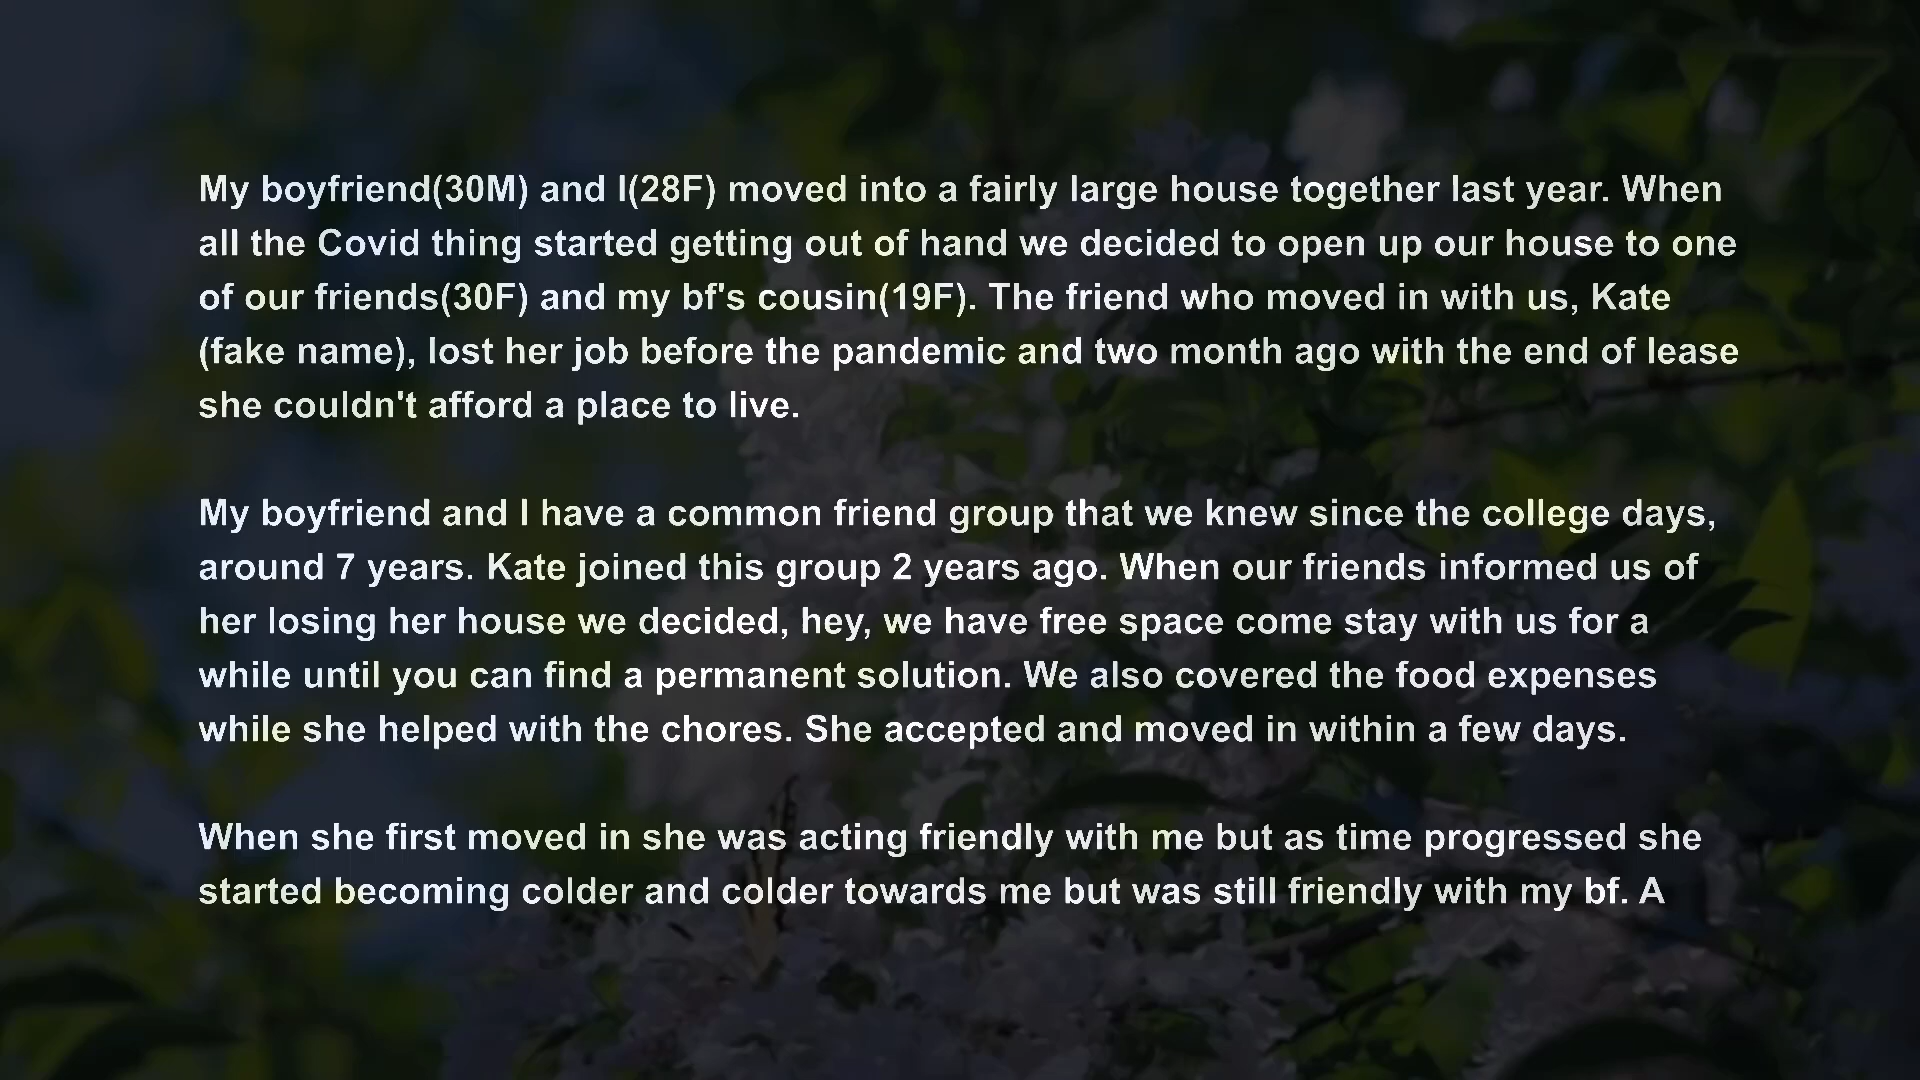 My boyfriend(30M) and I(28F) moved into a fairly large house together last year. When
all the Covid thing started getting out of hand we decided to open up our house to one
of our friends(30F) and my bf's cousin(19F). The friend who moved in with us, Kate
(fake name), lost her job before the pandemic and two month ago with the end of lease
she couldn't afford a place to live.
My boyfriend and I have a common friend group that we knew since the college days,
around 7 years. Kate joined this group 2 years ago. When our friends informed us of
her losing her house we decided, hey, we have free space come stay with us for a
while until you can find a permanent solution. We also covered the food expenses
while she helped with the chores. She accepted and moved in within a few days.
When she first moved in she was acting friendly with me but as time progressed she
started becoming colder and colder towards me but was still friendly with my bf. A